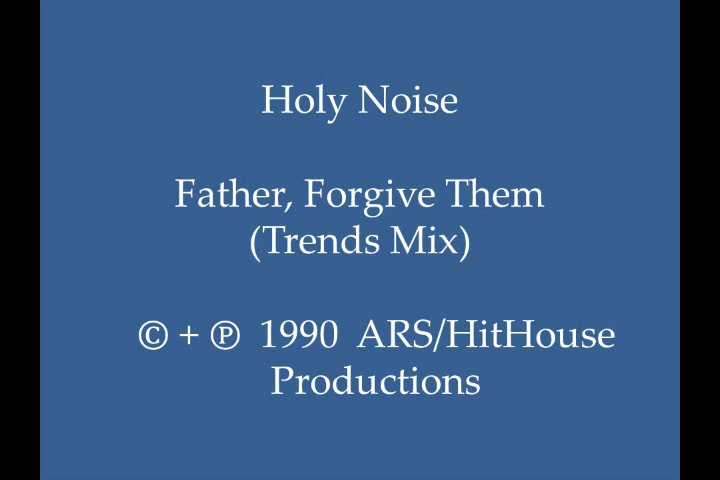 Holy Noise
Father, Forgive Them
(Trends Mix)
© + ℗ 1990 ARS/HitHouse
Productions